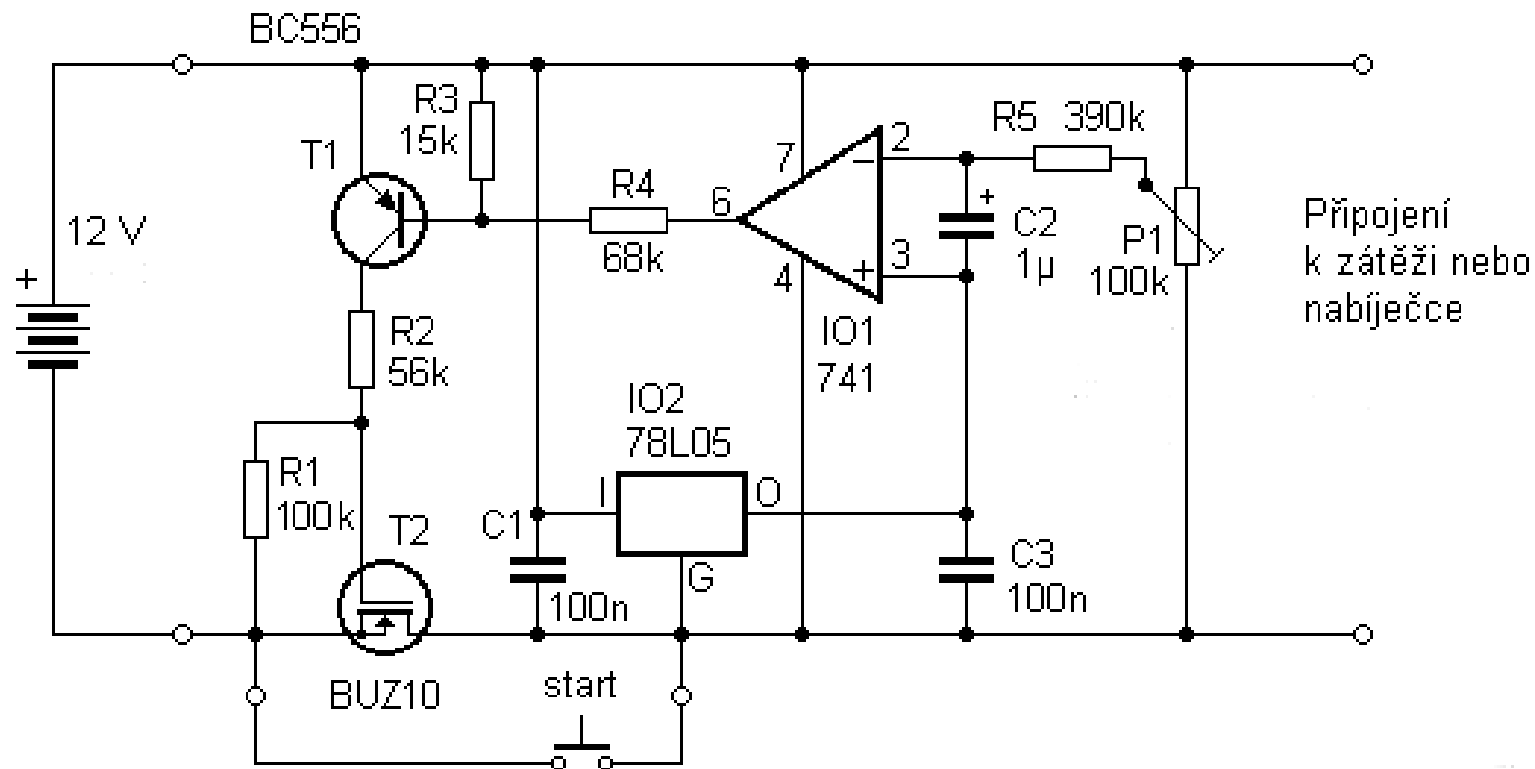 BC556
R3
15k
T1
12 V
+
R4
68k
7
6
4
2
−
3
+
IO1
741
R5 390k
+
C2
1µ
P1
100k
Připojení
k zátěži nebo
nabíječce
R2
56k
IO2
78L05
I
O
G
R1
100k
T2
C1
100n
C3
100n
BUZ10
start